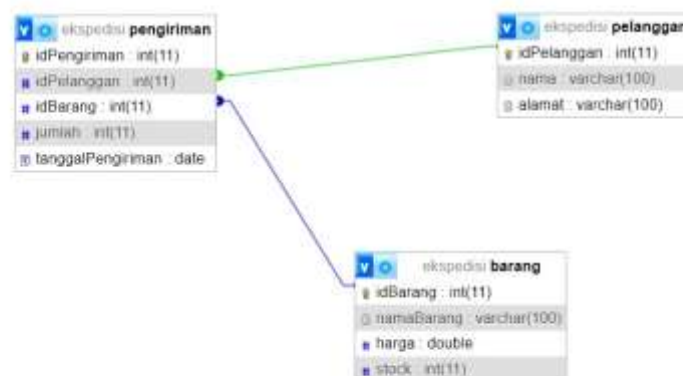 ekspedisi pengiriman
idPengiriman : int(11)
idPelanggan : int(11)
idBarang : int(11)
jumlah : int(11)
tanggalPengiriman : date
ekspedisi pelanggan
idPelanggan : int(11)
nama : varchar(100)
alamat : varchar(100)
ekspedisi barang
idBarang : int(11)
namaBarang : varchar(100)
harga : double
stock : int(11)